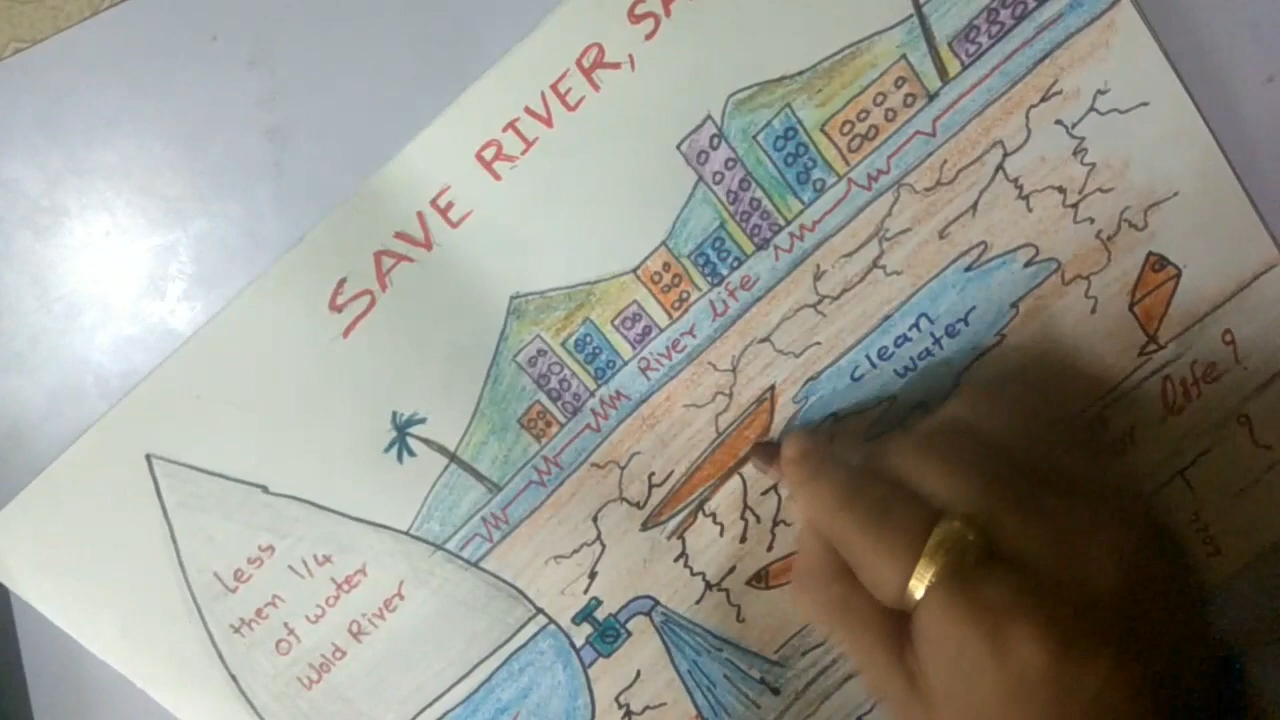 SAVE RIVER, SA
River life
clean
water
life?
?
Less
then 1/4
of water
Wold River